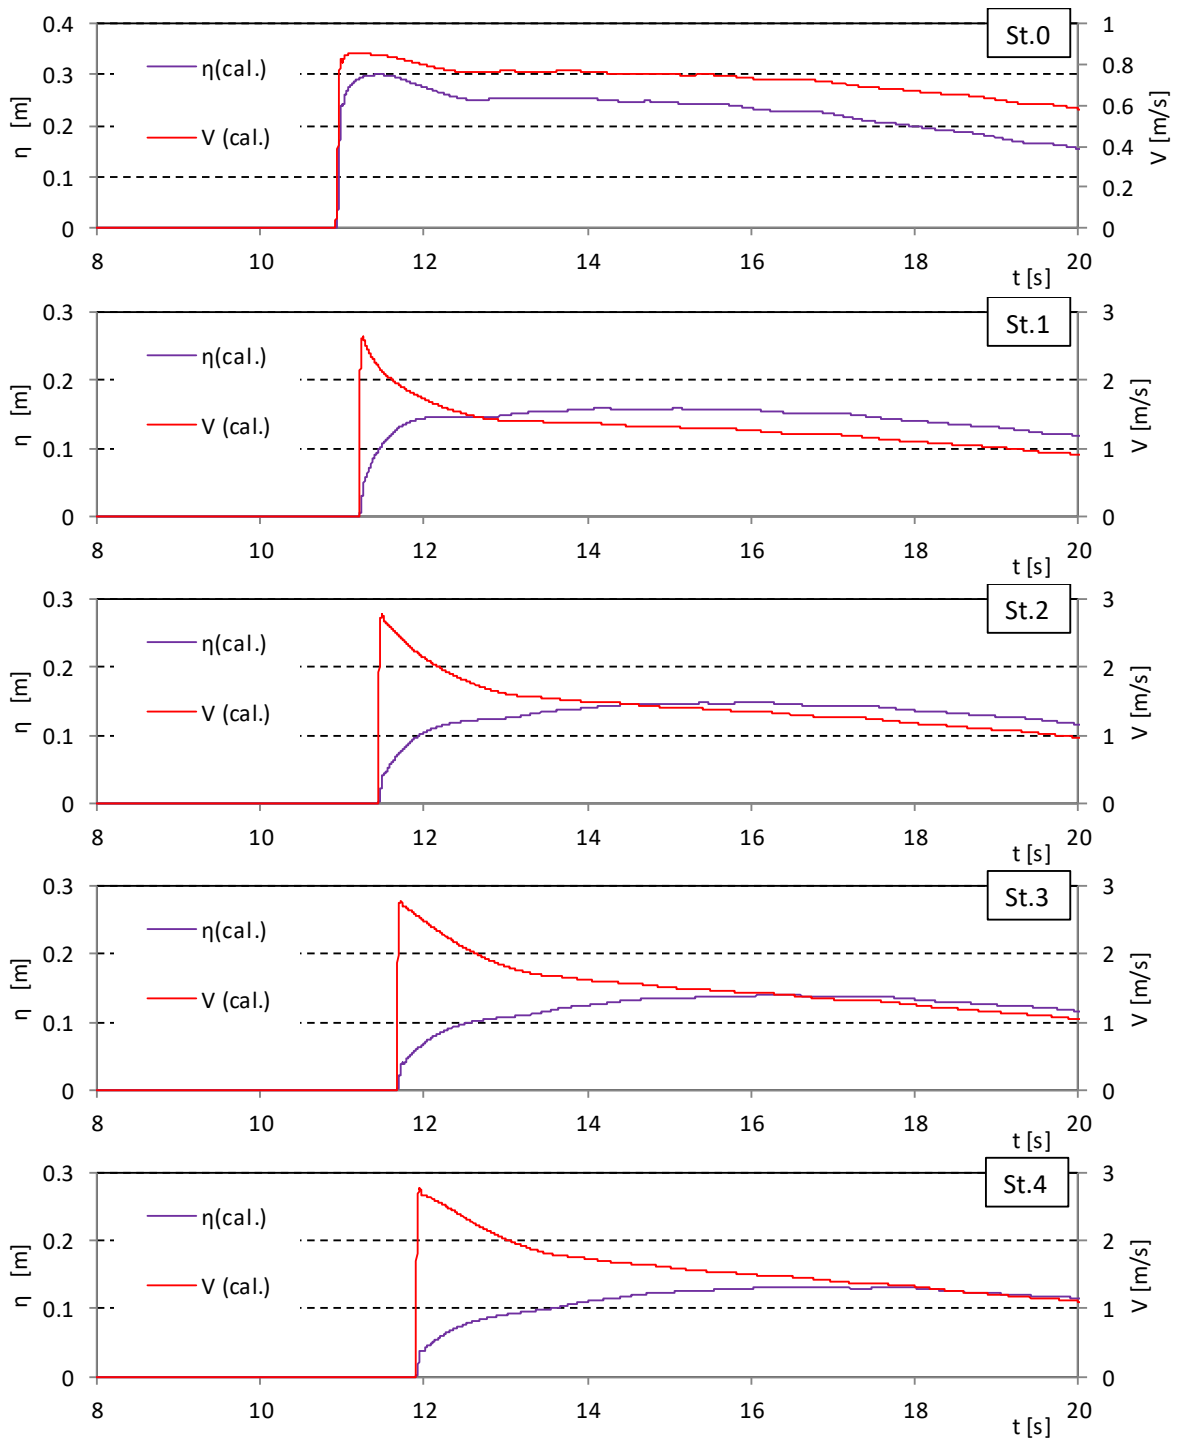 0.4 1 St.0
0.3 0.8
η(cal.)
0.2 0.6
V (cal.)
0.1 0.4
0.2
0 0
η [m] V [m/s]
8 10 12 14 16 18 20
t [s]
0.3 3 St.1
η(cal.)
0.2 2
V (cal.)
0.1 1
0 0
η [m] V [m/s]
8 10 12 14 16 18 20
t [s]
0.3 3 St.2
η(cal.)
0.2 2
V (cal.)
0.1 1
0 0
η [m] V [m/s]
8 10 12 14 16 18 20
t [s]
0.3 3 St.3
η(cal.)
0.2 2
V (cal.)
0.1 1
0 0
η [m] V [m/s]
8 10 12 14 16 18 20
t [s]
0.3 3 St.4
η(cal.)
0.2 2
V (cal.)
0.1 1
0 0
η [m] V [m/s]
8 10 12 14 16 18 20
t [s]